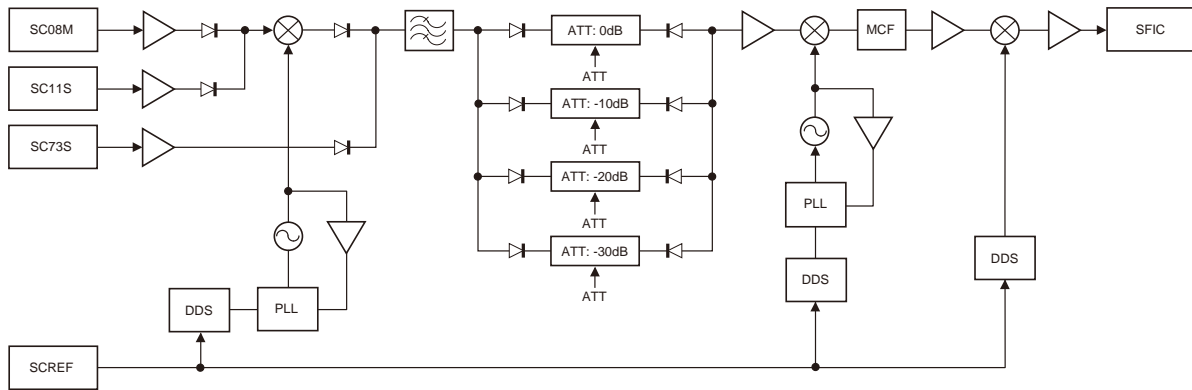 SC08M
SC11S
SC73S
SCREF
DDS
PLL
ATT: 0dB
ATT
ATT: -10dB
ATT
ATT: -20dB
ATT
ATT: -30dB
ATT
MCF
PLL
DDS
DDS
SFIC